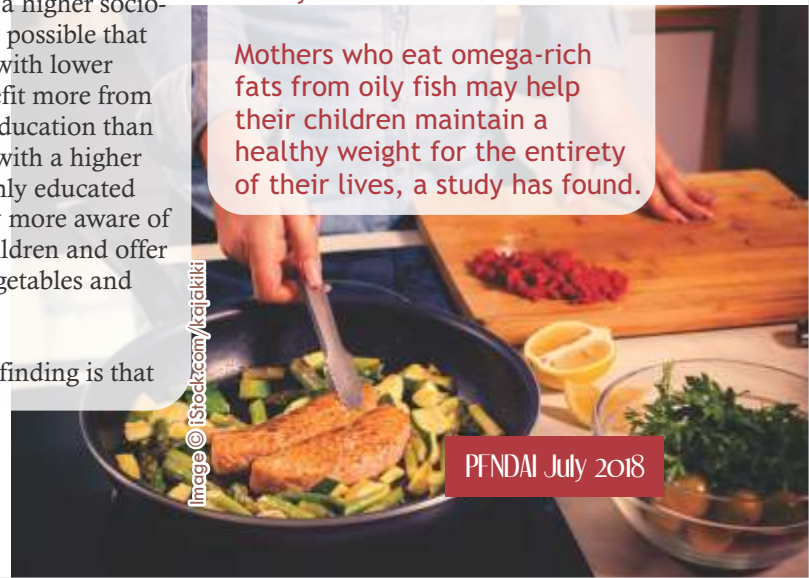 a higher socio-
possible that
with lower
efit more from
ducation than
with a higher
nly educated
more aware of
ildren and offer
getables and
finding is that
Mothers who eat omega-rich
fats from oily fish may help
their children maintain a
healthy weight for the entirety
of their lives, a study has found.
Image © iStock.com/kajakiki
PFNDAI July 2018